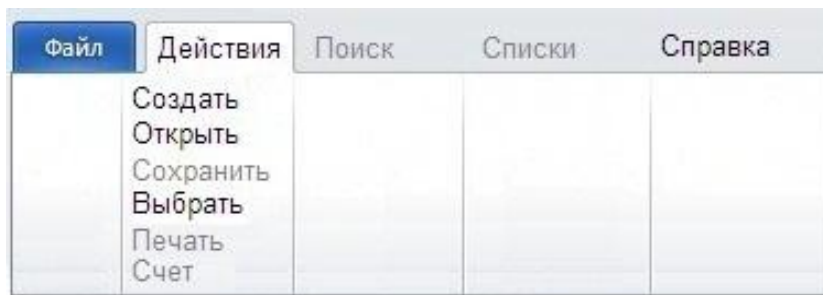 Файл Действия Поиск Списки Справка
Создать
Открыть
Сохранить
Выбрать
Печать
Счет